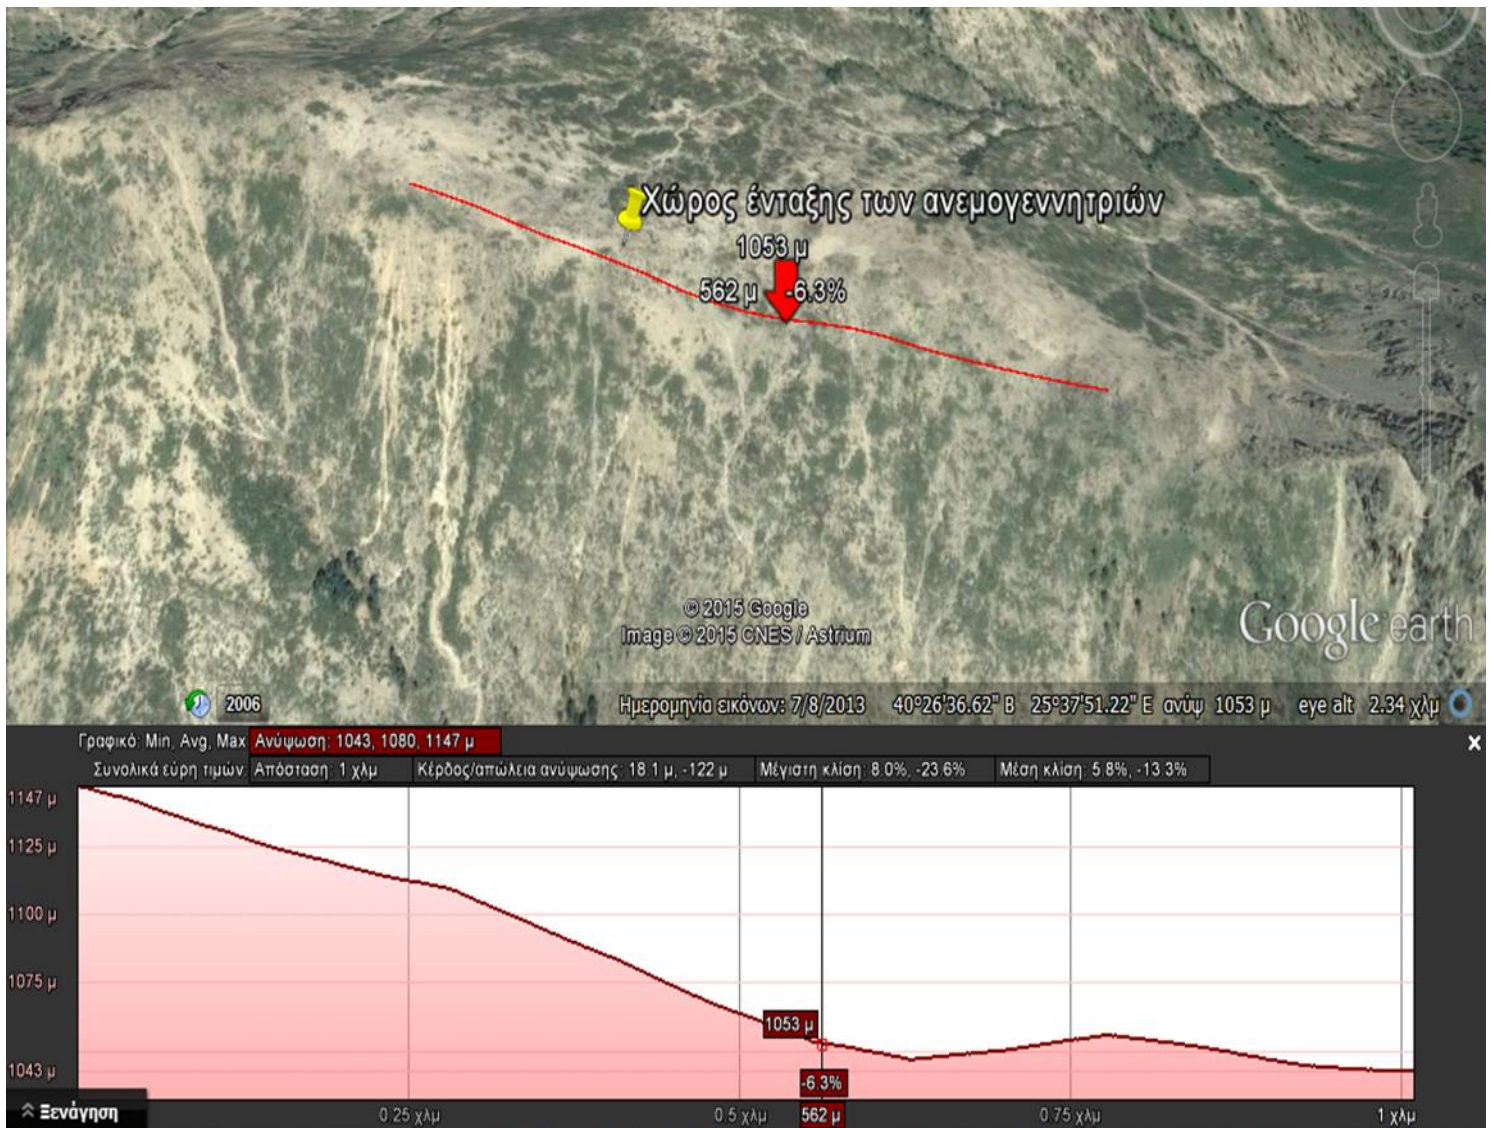 Χώρος ένταξης των ανεμογεννητριών
1053 μ
562 μ -6.3%
© 2015 Google
Image © 2015 CNES / Astrium
Google earth
2006
Ημερομηνία εικόνων: 7/8/2013 40°26'36.62" Β 25°37'51.22" Ε ανύψ 1053 μ eye alt 2.34 χλμ
Γραφικό: Min, Avg, Max Ανύψωση: 1043, 1080, 1147 μ
Συνολικά εύρη τιμών: Απόσταση: 1 χλμ Κέρδος/απώλεια ανύψωσης: 18.1 μ, -122 μ Μέγιστη κλίση: 8.0%, -23.6% Μέση κλίση: 5.8%, -13.3%
1147 μ
1125 μ
1100 μ
1075 μ
1053 μ
1043 μ
-6.3%
Ξενάγηση
0.25 χλμ 0.5 χλμ 562 μ 0.75 χλμ 1 χλμ